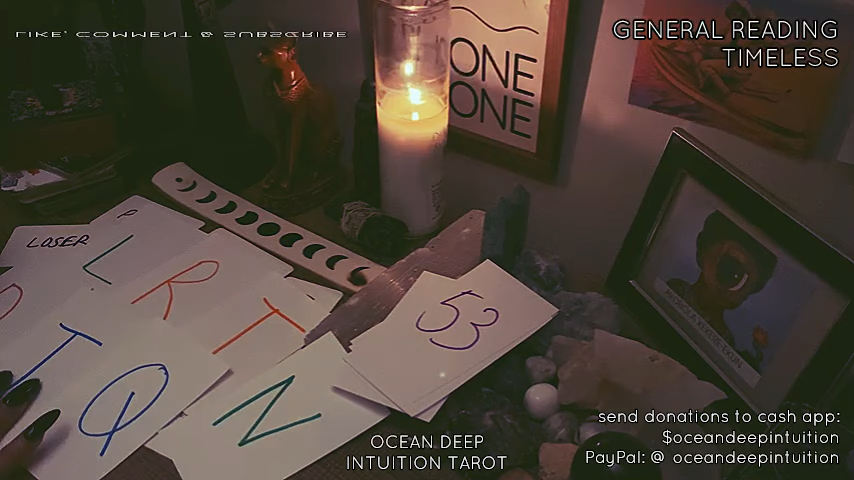 LIKE, COMMENT & SUBSCRIBE
GENERAL READING
TIMELESS
ONE
ONE
P
LOSER
L
R
T
53
Q
N
OCEAN DEEP
INTUITION TAROT
send donations to cash app:
$oceandeepintuition
PayPal: @ oceandeepintuition